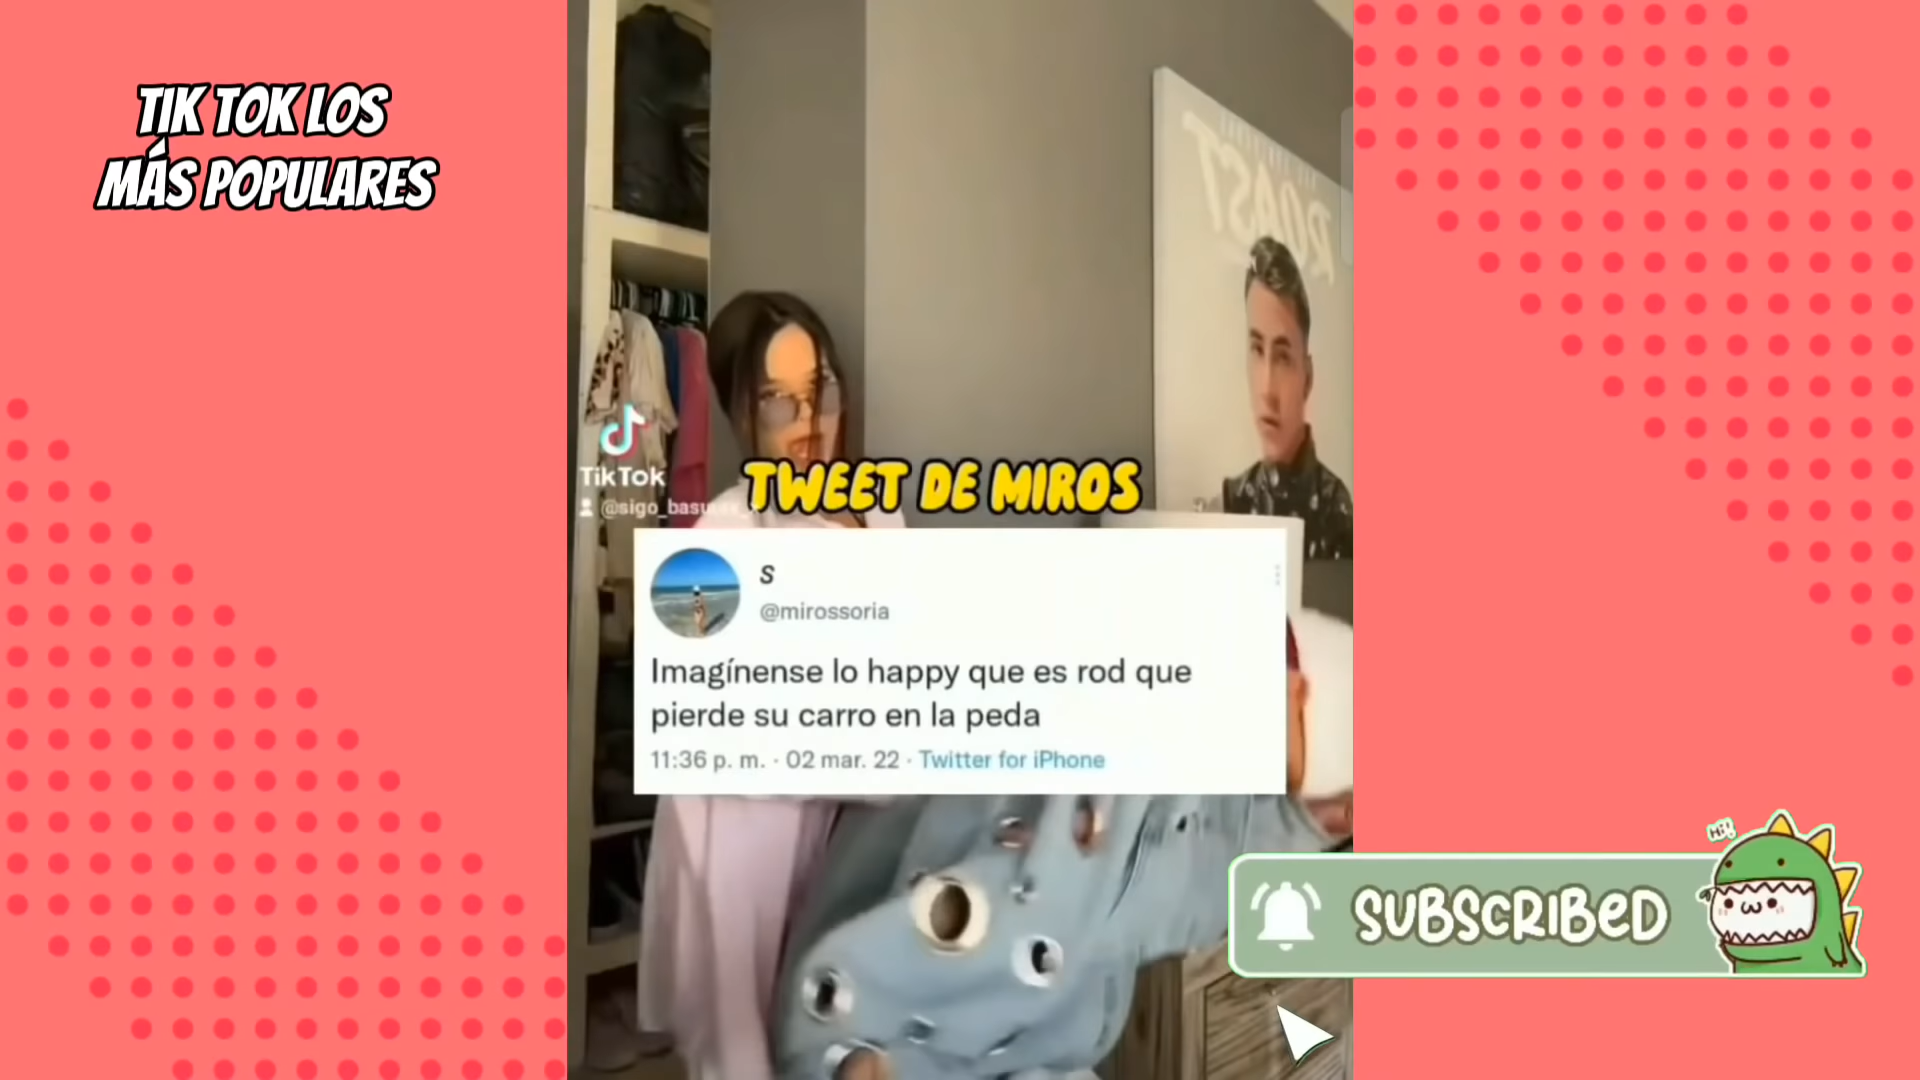 TIK TOK LOS
MÁS POPULARES
ROAST
TikTok
TWEET DE MIROS
S
@mirossoria
Imagínense lo happy que es rod que
pierde su carro en la peda
11:36 p. m. · 02 mar. 22 · Twitter for iPhone
Hi!
SUBSCRIBED